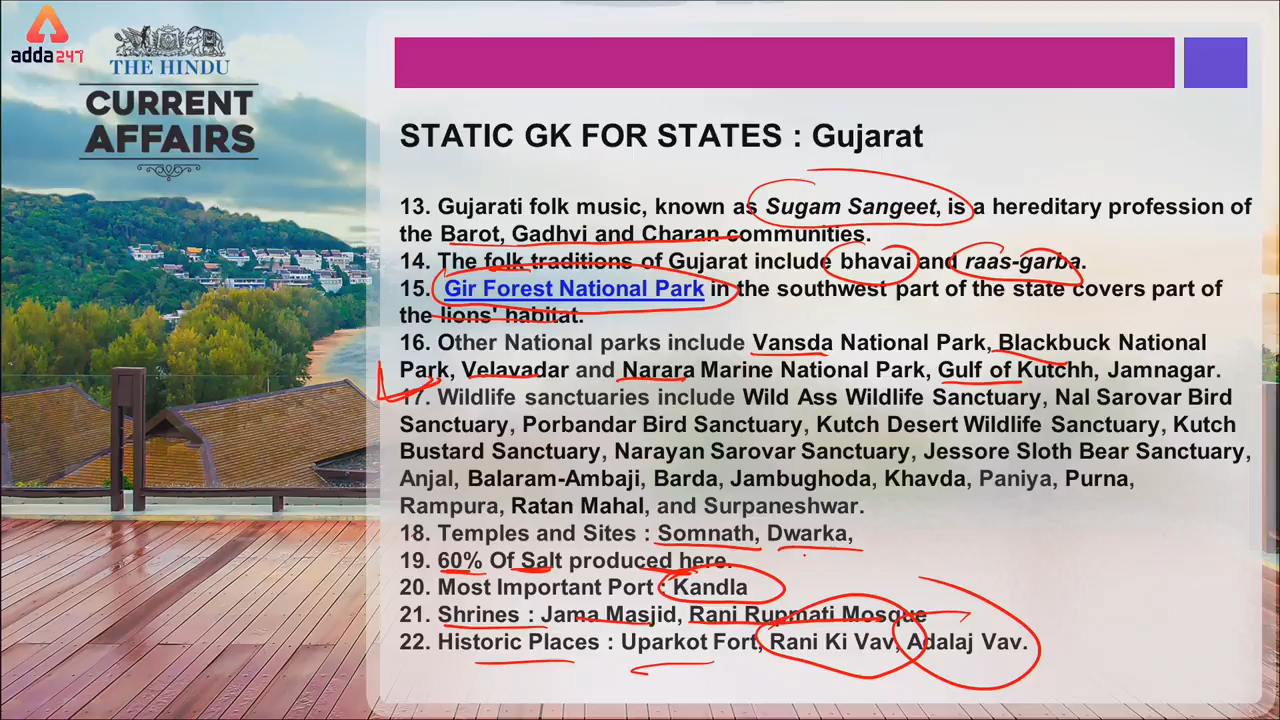 adda247
THE HINDU
CURRENT
AFFAIRS
STATIC GK FOR STATES : Gujarat
13. Gujarati folk music, known as Sugam Sangeet, is a hereditary profession of
the Barot, Gadhvi and Charan communities.
14. The folk traditions of Gujarat include bhavai and raas-garba.
15. Gir Forest National Park in the southwest part of the state covers part of
the lions' habitat.
16. Other National parks include Vansda National Park, Blackbuck National
Park, Velavadar and Narara Marine National Park, Gulf of Kutchh, Jamnagar.
17. Wildlife sanctuaries include Wild Ass Wildlife Sanctuary, Nal Sarovar Bird
Sanctuary, Porbandar Bird Sanctuary, Kutch Desert Wildlife Sanctuary, Kutch
Bustard Sanctuary, Narayan Sarovar Sanctuary, Jessore Sloth Bear Sanctuary,
Anjal, Balaram-Ambaji, Barda, Jambughoda, Khavda, Paniya, Purna,
Rampura, Ratan Mahal, and Surpaneshwar.
18. Temples and Sites : Somnath, Dwarka,
19. 60% Of Salt produced here.
20. Most Important Port : Kandla
21. Shrines : Jama Masjid, Rani Rupmati Mosque
22. Historic Places : Uparkot Fort, Rani Ki Vav, Adalaj Vav.